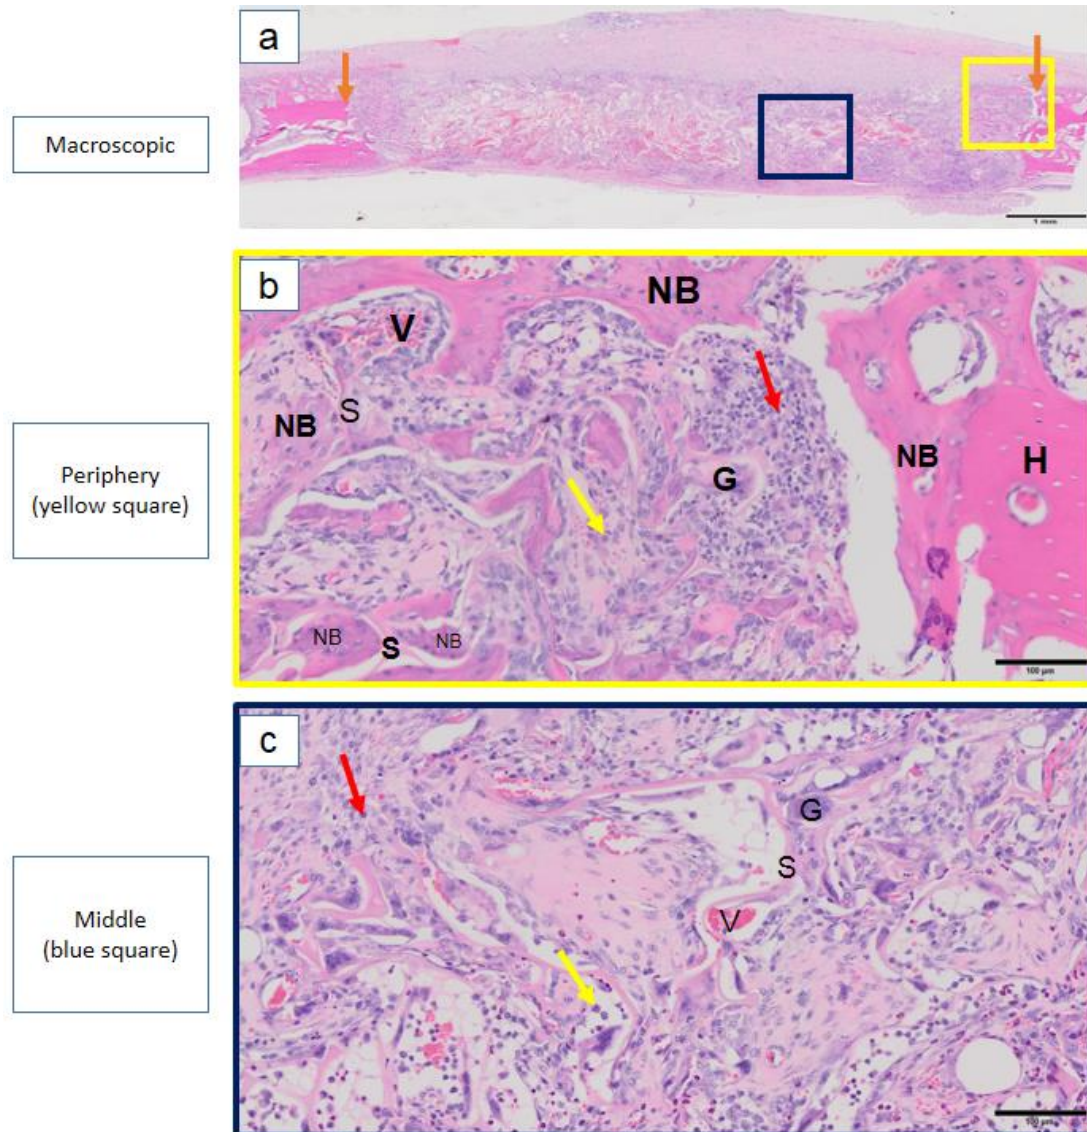 a
Macroscopic
1 mm
b
NB
V
NB
S
Periphery
(yellow square)
G
NB
H
NB
S
NB
100 µm
c
G
S
Middle
(blue square)
V
100 µm